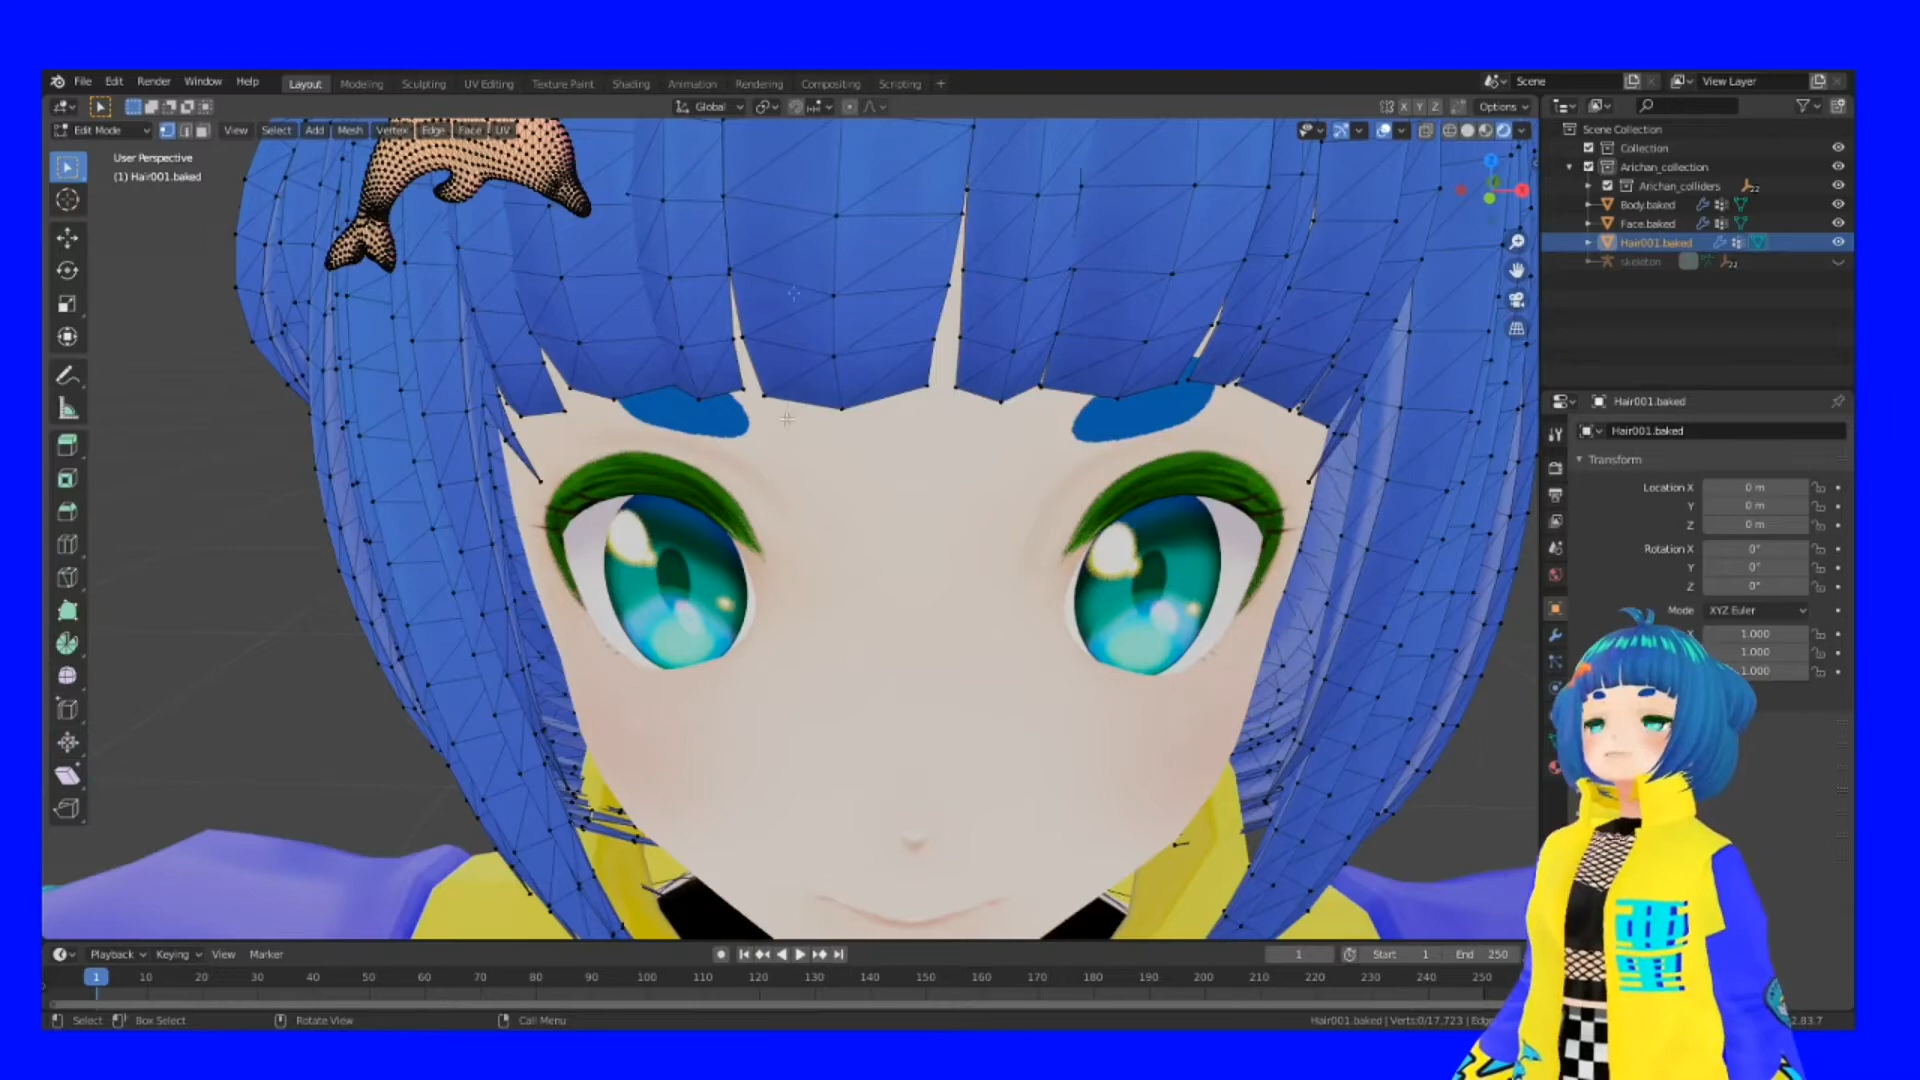 File Edit Render Window Help Layout Modeling Sculpting UV Editing Texture Paint Shading Animation Rendering Compositing Scripting + Scene View Layer
Global X Y Z Options
Edit Mode View Select Add Mesh Vertex Edge Face UV
User Perspective
(1) Hair001.baked
Scene Collection
Collection
Arichan_collection
Arichan_colliders 22
Body.baked
Face.baked
Hair001.baked
skeleton 22
Hair001.baked
Hair001.baked
Transform
Location X 0 m
Y 0 m
Z 0 m
Rotation X 0°
Y 0°
Z 0°
Mode XYZ Euler
X 1.000
1.000
1.000
Playback Keying View Marker 1 Start 1 End 250
1 10 20 30 40 50 60 70 80 90 100 110 120 130 140 150 160 170 180 190 200 210 220 230 240 250
Select Box Select Rotate View Call Menu Hair001.baked | Verts:0/17,723 | Edg 2.83.7